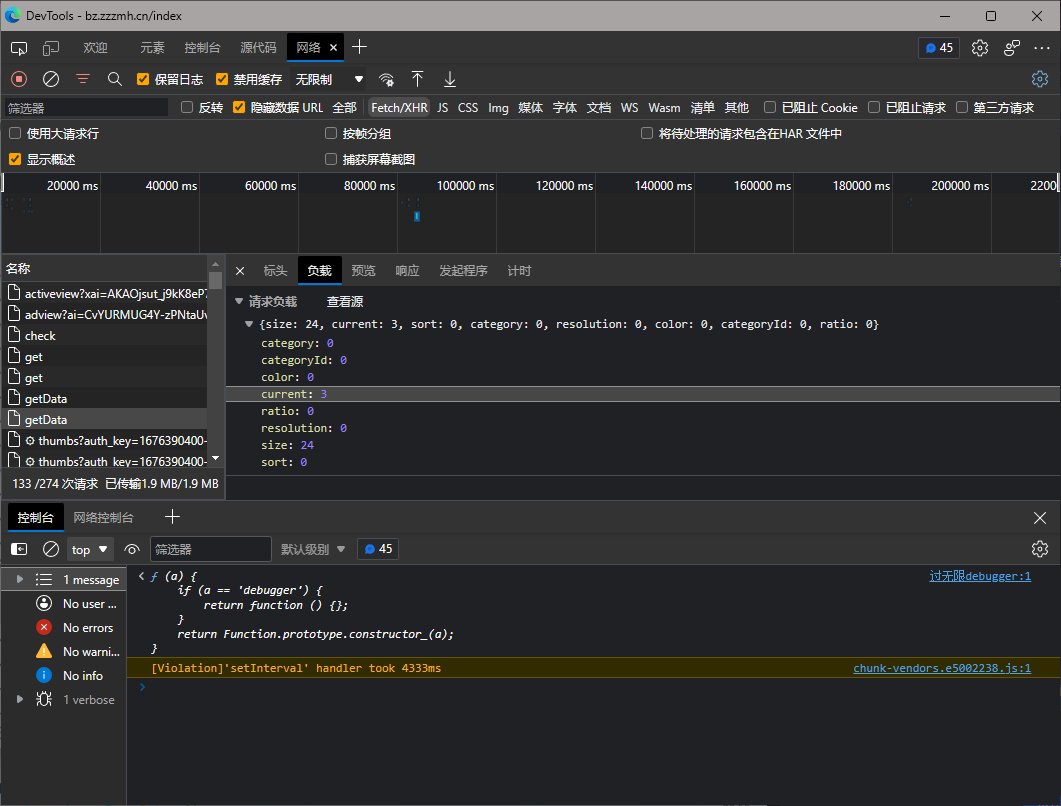 DevTools - bz.zzzmh.cn/index
欢迎 元素 控制台 源代码 网络 45
保留日志 禁用缓存 无限制
筛选器 反转 隐藏数据 URL 全部 Fetch/XHR JS CSS Img 媒体 字体 文档 WS Wasm 清单 其他 已阻止 Cookie 已阻止请求 第三方请求
使用大请求行 按帧分组 将待处理的请求包含在HAR 文件中
显示概述 捕获屏幕截图
20000 ms 40000 ms 60000 ms 80000 ms 100000 ms 120000 ms 140000 ms 160000 ms 180000 ms 200000 ms 2200
名称
activeview?xai=AKAOjsut_j9kK8eP7
adview?ai=CvYURMUG4Y-zPNtaUv
check
get
get
getData
getData
thumbs?auth_key=1676390400-
thumbs?auth_key=1676390400-
133 /274 次请求 已传输1.9 MB/1.9 MB
标头 负载 预览 响应 发起程序 计时
请求负载 查看源
{size: 24, current: 3, sort: 0, category: 0, resolution: 0, color: 0, categoryId: 0, ratio: 0}
category: 0
categoryId: 0
color: 0
current: 3
ratio: 0
resolution: 0
size: 24
sort: 0
控制台 网络控制台
top 筛选器 默认级别 45
1 message
No user ...
No errors
No warni...
No info
1 verbose
ƒ (a) { 过无限debugger:1
if (a == 'debugger') {
return function () {};
}
return Function.prototype.constructor_(a);
}
[Violation]'setInterval' handler took 4333ms chunk-vendors.e5002238.js:1